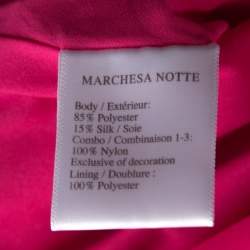 MARCHESA NOTTE
Body / Extérieur:
85% Polyester
15% Silk / Soie
Combo / Combinaison 1-3:
100% Nylon
Exclusive of decoration
Lining / Doublure :
100% Polyester